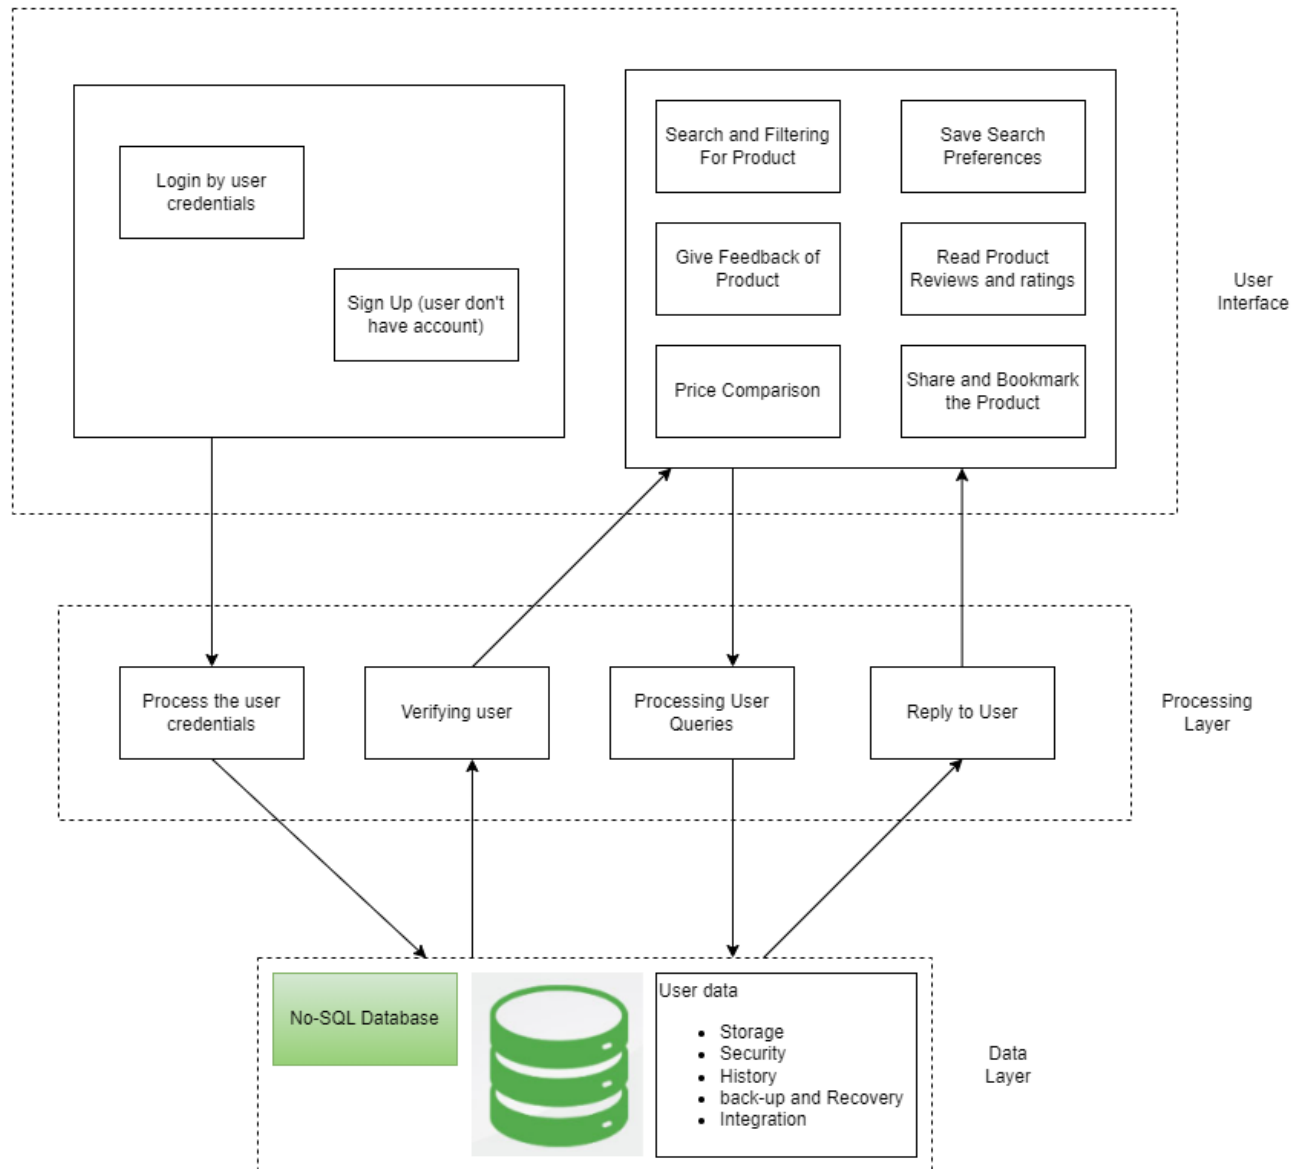 Login by user
credentials
Sign Up (user don't
have account)
Search and Filtering
For Product
Save Search
Preferences
Give Feedback of
Product
Read Product
Reviews and ratings
Price Comparison
Share and Bookmark
the Product
User
Interface
Process the user
credentials
Verifying user
Processing User
Queries
Reply to User
Processing
Layer
No-SQL Database
User data
• Storage
• Security
• History
• back-up and Recovery
• Integration
Data
Layer